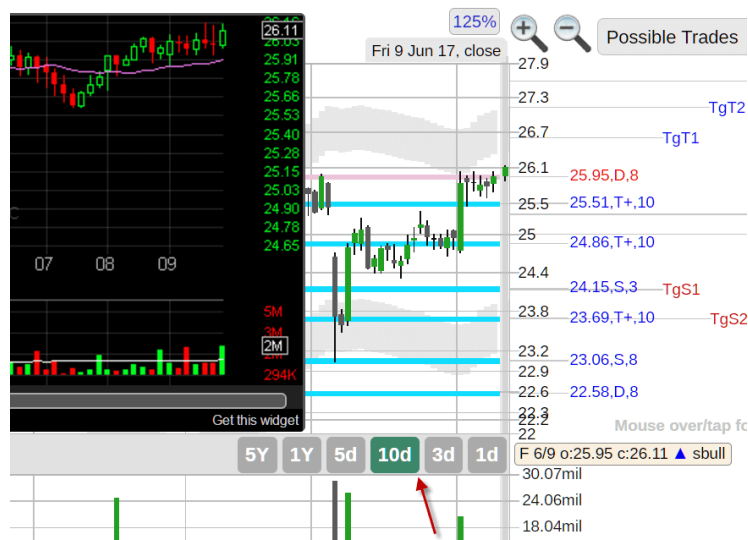 125%
Possible Trades
Fri 9 Jun 17, close
26.11
25.91
25.78
25.66
25.53
25.40
25.28
25.15
25.03
24.90
24.78
24.65
07 08 09
5M
3M
2M
294K
Get this widget
27.9
27.3
26.7
26.1
25.5
25
24.4
23.8
23.2
22.9
22.6
22.3
22.2
22
TgT2
TgT1
25.95,D,8
25.51,T+,10
24.86,T+,10
24.15,S,3 TgS1
23.69,T+,10 TgS2
23.06,S,8
22.58,D,8
Mouse over/tap fo
5Y 1Y 5d 10d 3d 1d
F 6/9 o:25.95 c:26.11 ▲ sbull
30.07mil
24.06mil
18.04mil